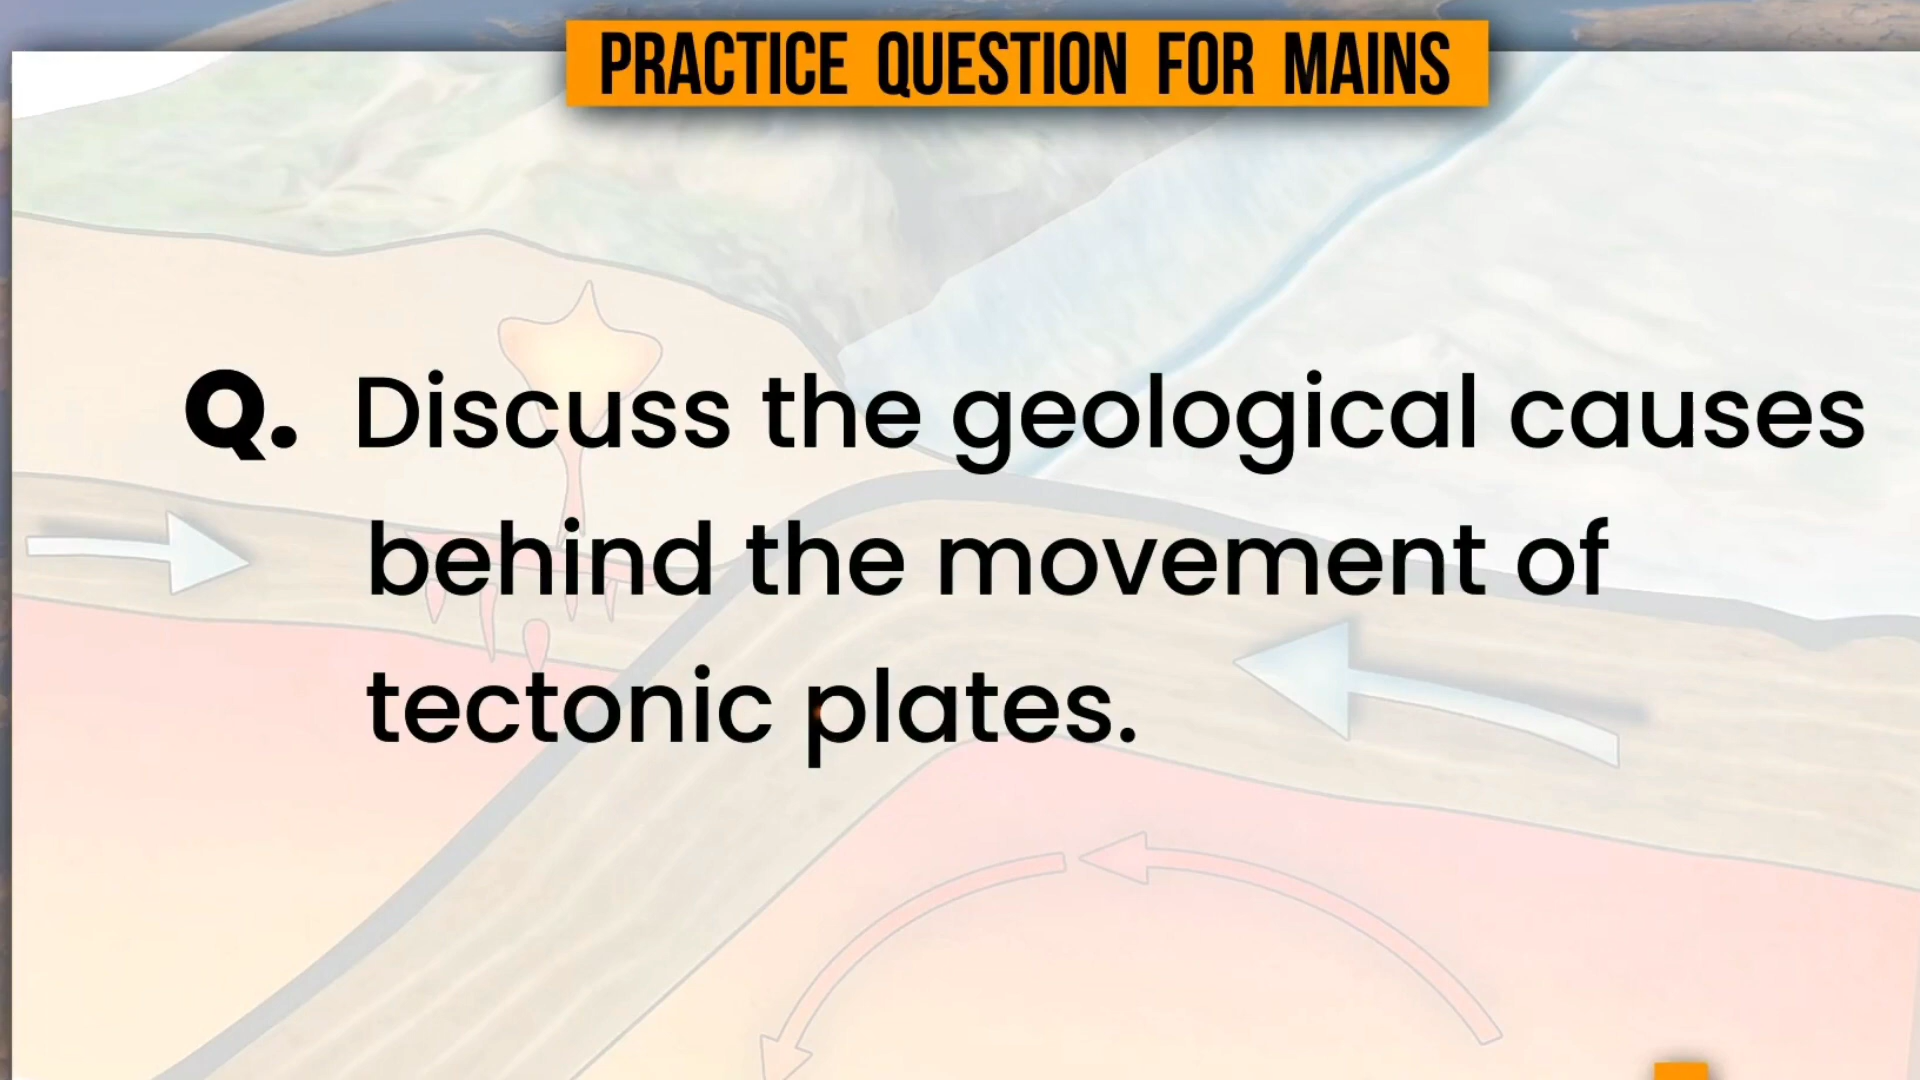 PRACTICE QUESTION FOR MAINS
Q. Discuss the geological causes
behind the movement of
tectonic plates.